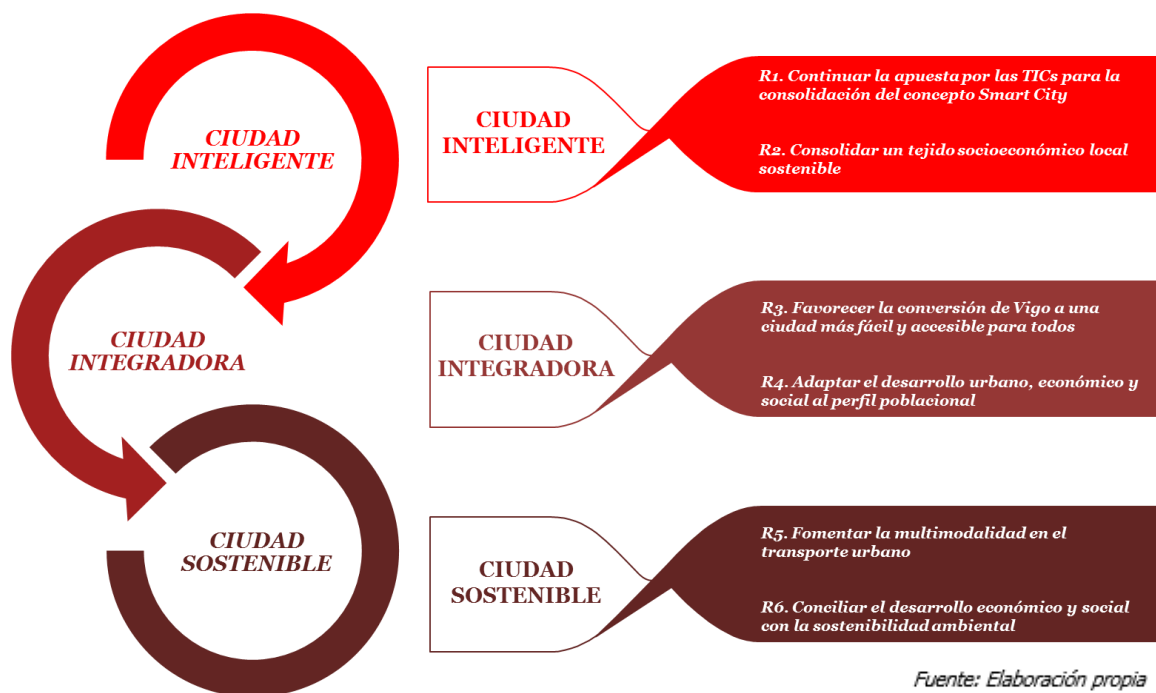 CIUDAD
INTELIGENTE
CIUDAD
INTELIGENTE
R1. Continuar la apuesta por las TICs para la
consolidación del concepto Smart City
R2. Consolidar un tejido socioeconómico local
sostenible
CIUDAD
INTEGRADORA
CIUDAD
INTEGRADORA
R3. Favorecer la conversión de Vigo a una
ciudad más fácil y accesible para todos
R4. Adaptar el desarrollo urbano, económico y
social al perfil poblacional
CIUDAD
SOSTENIBLE
CIUDAD
SOSTENIBLE
R5. Fomentar la multimodalidad en el
transporte urbano
R6. Conciliar el desarrollo económico y social
con la sostenibilidad ambiental
Fuente: Elaboración propia